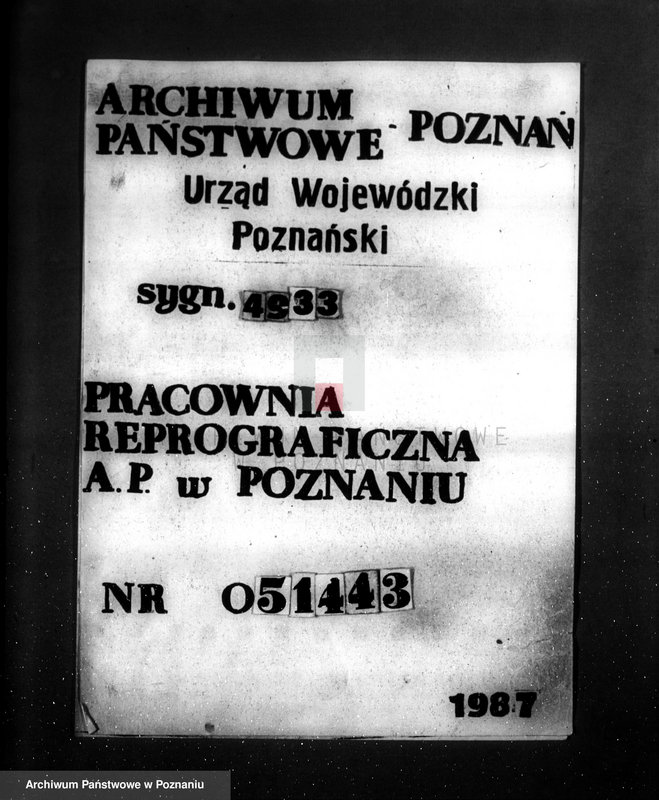 ARCHIWUM
PAŃSTWOWE - POZNAŃ
Urząd Wojewódzki
Poznański
sygn. 4933
PRACOWNIA
REPROGRAFICZNA
A.P. w POZNANIU
NR 051443
1987
Archiwum Państwowe w Poznaniu